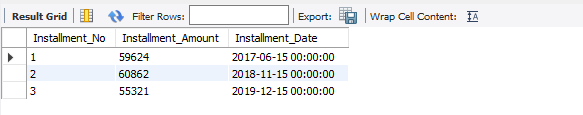 Result Grid Filter Rows: Export: Wrap Cell Content:
Installment_No Installment_Amount Installment_Date
1 59624 2017-06-15 00:00:00
2 60862 2018-11-15 00:00:00
3 55321 2019-12-15 00:00:00